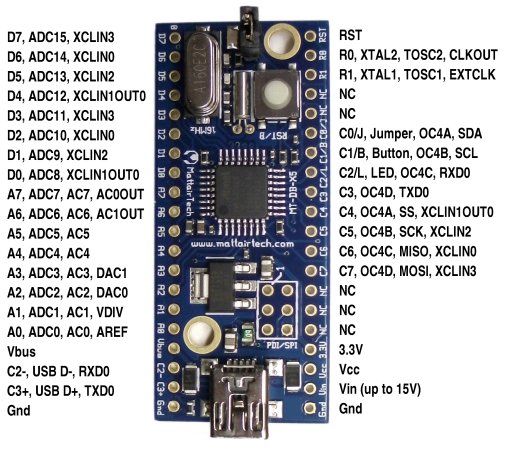 D7, ADC15, XCLIN3
D6, ADC14, XCLIN0
D5, ADC13, XCLIN2
D4, ADC12, XCLIN1OUT0
D3, ADC11, XCLIN3
D2, ADC10, XCLIN0
D1, ADC9, XCLIN2
D0, ADC8, XCLIN1OUT0
A7, ADC7, AC7, AC0OUT
A6, ADC6, AC6, AC1OUT
A5, ADC5, AC5
A4, ADC4, AC4
A3, ADC3, AC3, DAC1
A2, ADC2, AC2, DAC0
A1, ADC1, AC1, VDIV
A0, ADC0, AC0, AREF
Vbus
C2-, USB D-, RXD0
C3+, USB D+, TXD0
Gnd
D7
D6
D5
D4
D3
D2
D1
D0
A7
A6
A5
A4
A3
A2
A1
A0
Vbus
C2-
C3+
Gnd
A160E2C
16MHz
RST/B
MattairTech
MT-DB-X5
www.mattairtech.com
1
PDI/SPI
RST
R0
R1
NC
NC
C0/J
C1/B
C2/L
C3
C4
C5
C6
C7
NC
NC
NC
3.3V
Vcc
Vin
Gnd
RST
R0, XTAL2, TOSC2, CLKOUT
R1, XTAL1, TOSC1, EXTCLK
NC
NC
C0/J, Jumper, OC4A, SDA
C1/B, Button, OC4B, SCL
C2/L, LED, OC4C, RXD0
C3, OC4D, TXD0
C4, OC4A, SS, XCLIN1OUT0
C5, OC4B, SCK, XCLIN2
C6, OC4C, MISO, XCLIN0
C7, OC4D, MOSI, XCLIN3
NC
NC
NC
3.3V
Vcc
Vin (up to 15V)
Gnd